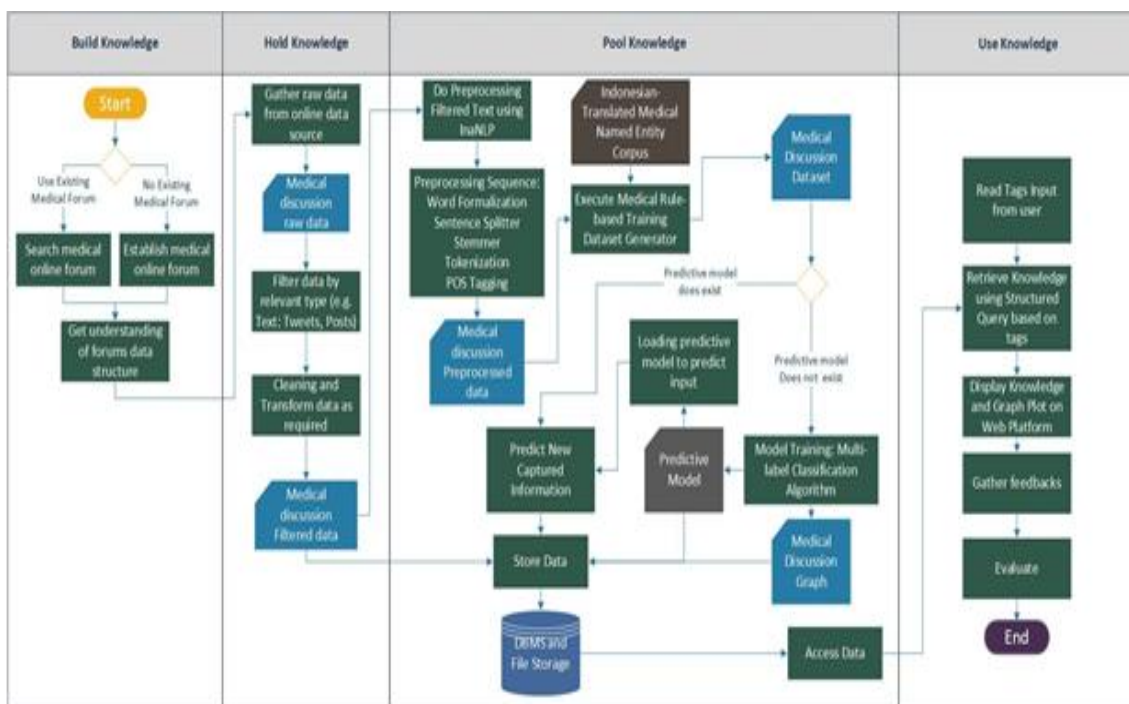 Build Knowledge
Hold Knowledge
Pool Knowledge
Use Knowledge
Start
Use Existing
Medical Forum
No Existing
Medical Forum
Search medical
online forum
Establish medical
online forum
Get understanding
of forums data
structure
Gather raw data
from online data
source
Medical
discussion
raw data
Filter data by
relevant type (e.g.
Text: Tweets, Posts)
Cleaning and
Transform data as
required
Medical
discussion
Filtered data
Do Preprocessing
Filtered Text using
InaNLP
Preprocessing Sequence:
Word Formalization
Sentence Splitter
Stemmer
Tokenization
POS Tagging
Medical
discussion
Preprocessed
data
Indonesian-
Translated Medical
Named Entity
Corpus
Execute Medical Rule-
based Training
Dataset Generator
Medical
Discussion
Dataset
Predictive model
does exist
Predictive model
Does not exist
Loading predictive
model to predict
input
Predict New
Captured
Information
Predictive
Model
Model Training: Multi-
label Classification
Algorithm
Medical
Discussion
Graph
Store Data
DBMS and
File Storage
Access Data
Read Tags Input
from user
Retrieve Knowledge
using Structured
Query based on
tags
Display Knowledge
and Graph Plot on
Web Platform
Gather feedbacks
Evaluate
End